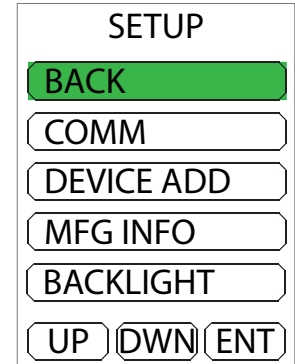 SETUP
BACK
COMM
DEVICE ADD
MFG INFO
BACKLIGHT
UP DWN ENT